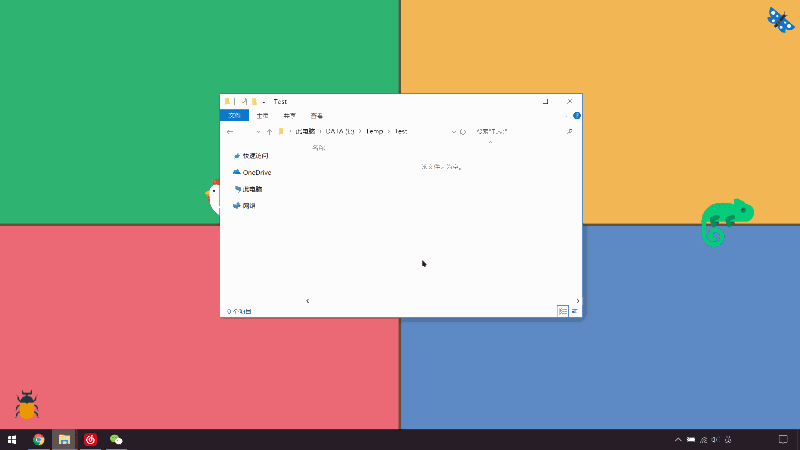 Test
文件 主页 共享 查看
此电脑 › DATA (E:) › Temp › Test 搜索"Test"
名称
快速访问
该文件夹为空。
OneDrive
此电脑
网络
0 个项目
英